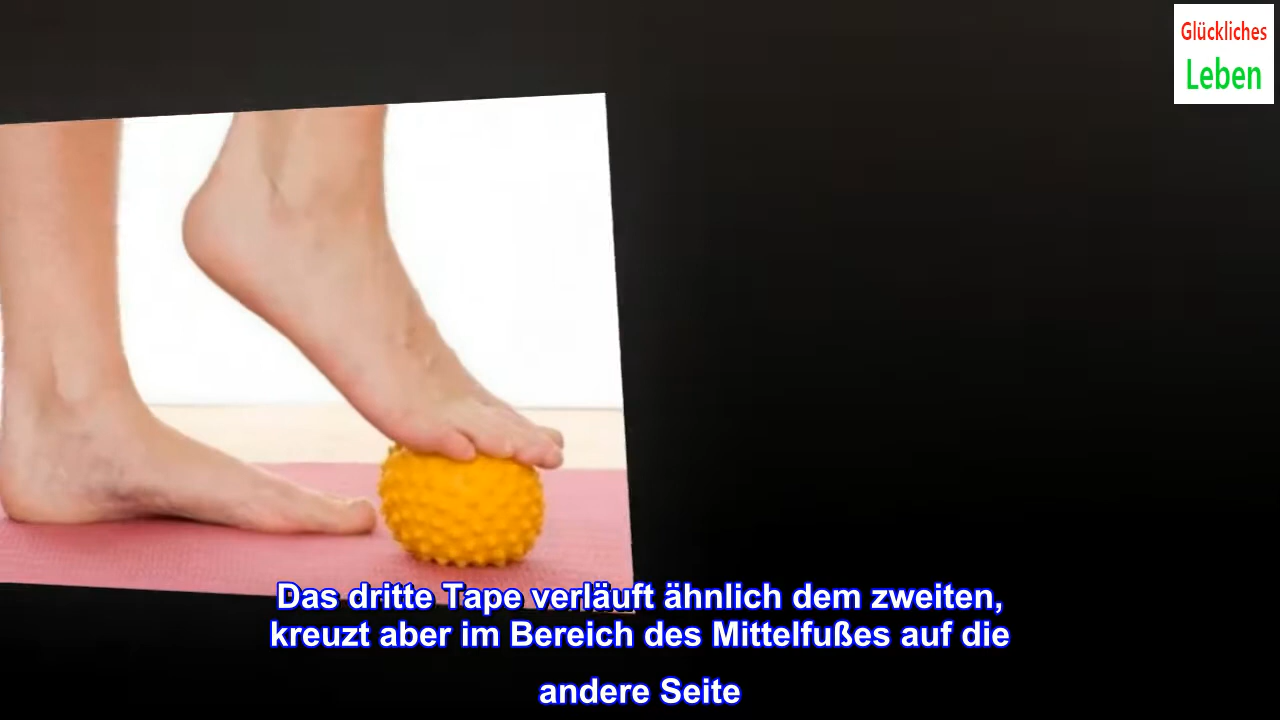 Glückliches
Leben
Das dritte Tape verläuft ähnlich dem zweiten,
kreuzt aber im Bereich des Mittelfußes auf die
andere Seite